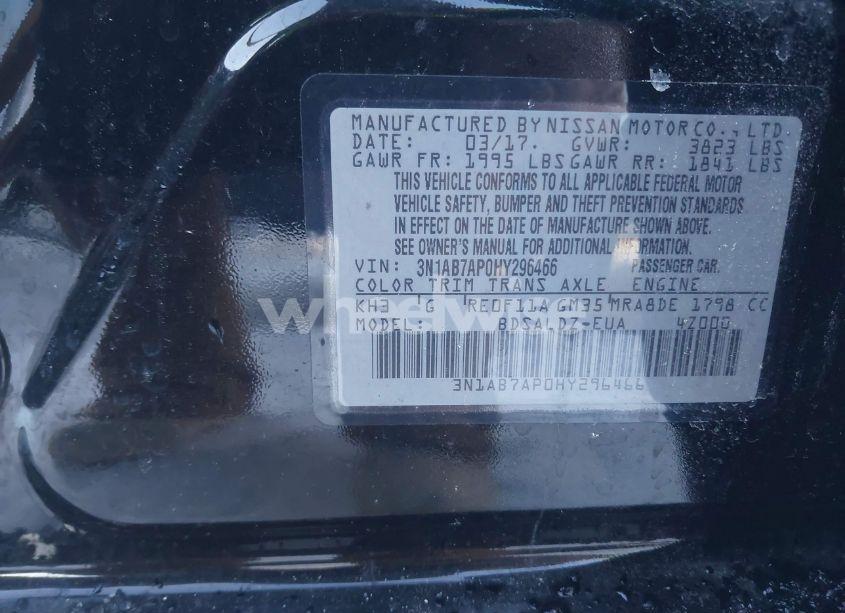 MANUFACTURED BY NISSAN MOTOR CO., LTD.
DATE: 03/17. GVWR: 3823 LBS
GAWR FR: 1995 LBS GAWR RR: 1841 LBS
THIS VEHICLE CONFORMS TO ALL APPLICABLE FEDERAL MOTOR
VEHICLE SAFETY, BUMPER AND THEFT PREVENTION STANDARDS
IN EFFECT ON THE DATE OF MANUFACTURE SHOWN ABOVE.
SEE OWNER'S MANUAL FOR ADDITIONAL INFORMATION.
VIN: 3N1AB7AP0HY296466 PASSENGER CAR.
COLOR TRIM TRANS AXLE ENGINE
KH3 G RE0F11A GM35 MRA8DE 1798 CC
MODEL: BDSALDZ-EUA 4Z000
3N1AB7AP0HY296466